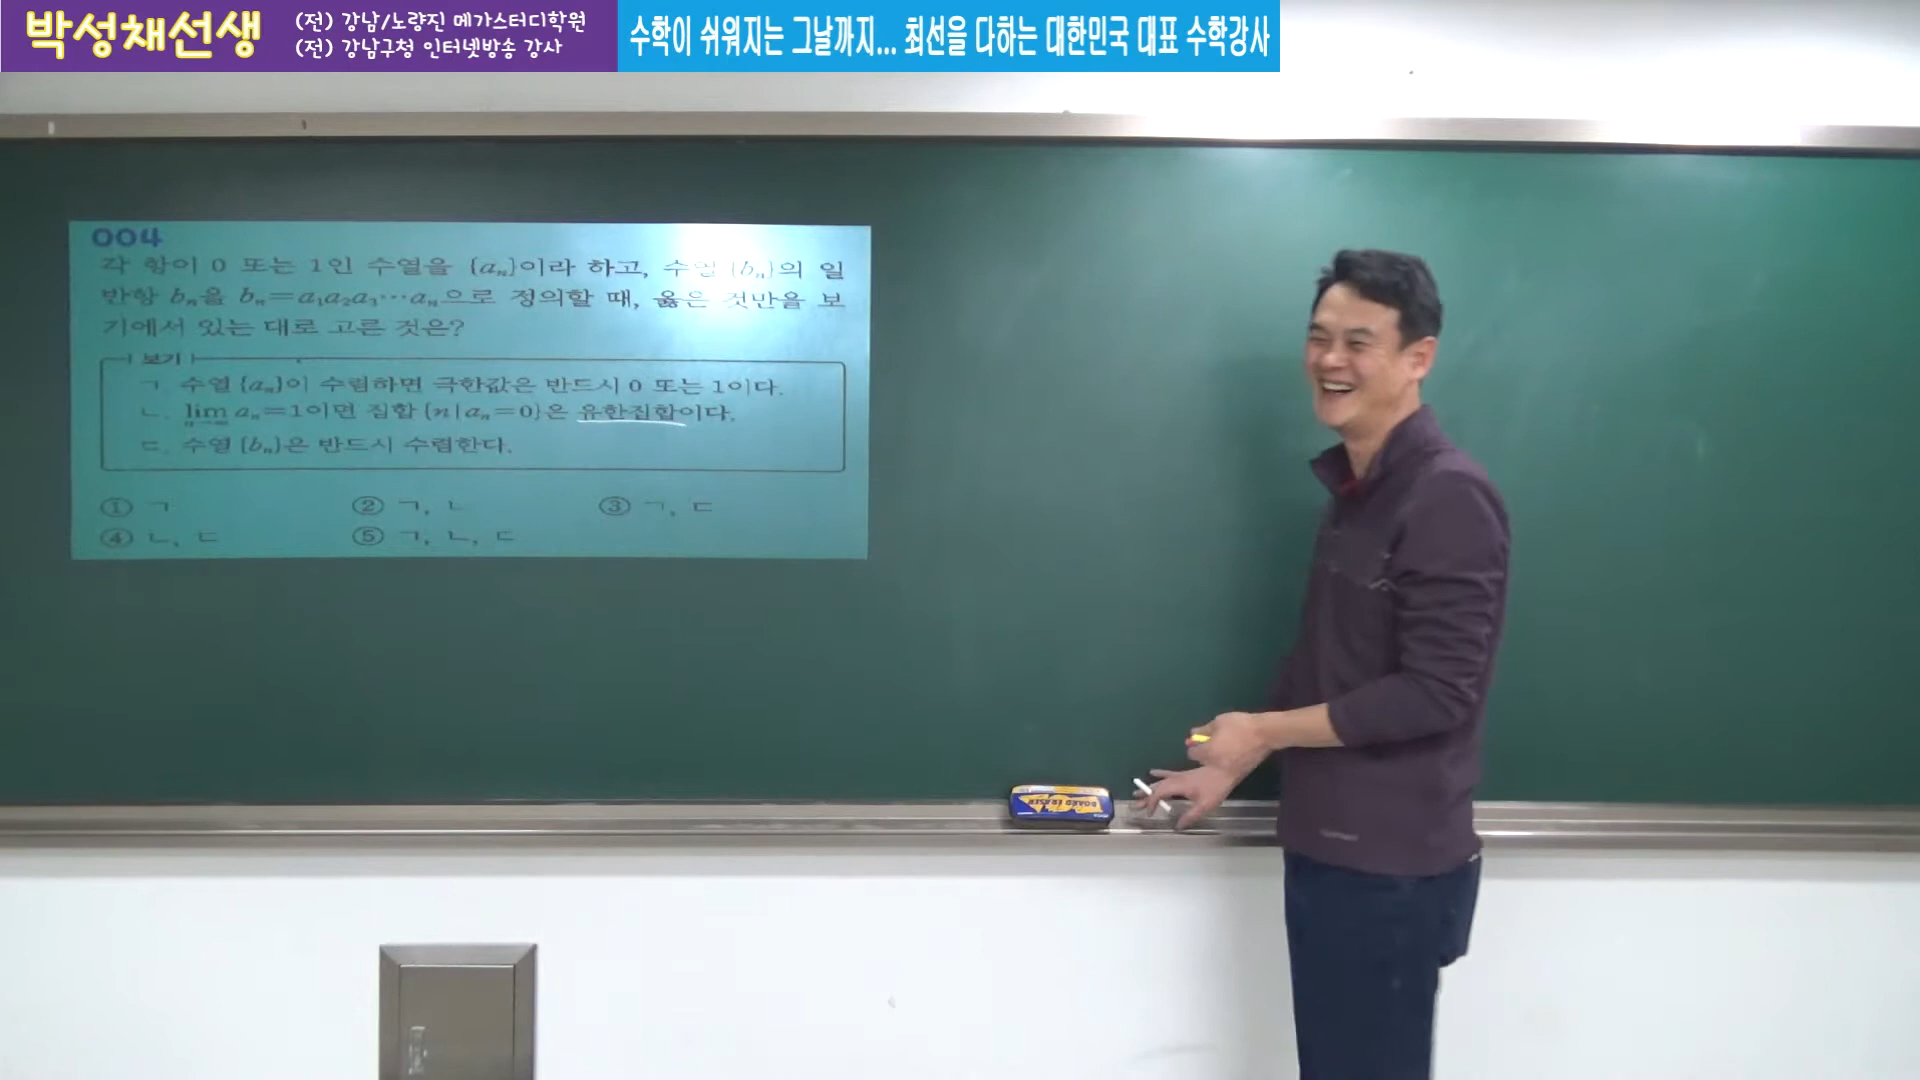 박성채선생
(전) 강남/노량진 메가스터디학원
(전) 강남구청 인터넷방송 강사
수학이 쉬워지는 그날까지... 최선을 다하는 대한민국 대표 수학강사
004
각 항이 0 또는 1인 수열을 {aₙ}이라 하고, 수열 {bₙ}의 일
반항 bₙ을 bₙ=a₁a₂a₃⋯aₙ으로 정의할 때, 옳은 것만을 보
기에서 있는 대로 고른 것은?
보기
ㄱ. 수열 {aₙ}이 수렴하면 극한값은 반드시 0 또는 1이다.
ㄴ. lim n→∞ aₙ=1이면 집합 {n|aₙ=0}은 유한집합이다.
ㄷ. 수열 {bₙ}은 반드시 수렴한다.
① ㄱ ② ㄱ, ㄴ ③ ㄱ, ㄷ
④ ㄴ, ㄷ ⑤ ㄱ, ㄴ, ㄷ
BOARD ERASER